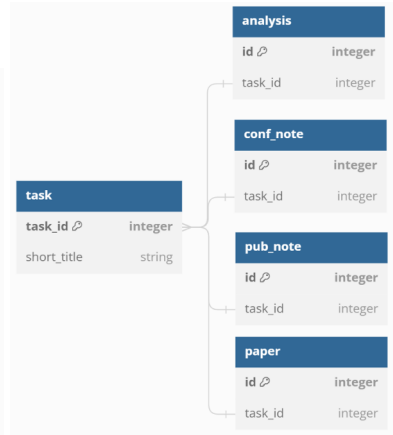 analysis
id integer
task_id integer
conf_note
id integer
task_id integer
task
task_id integer
short_title string
pub_note
id integer
task_id integer
paper
id integer
task_id integer